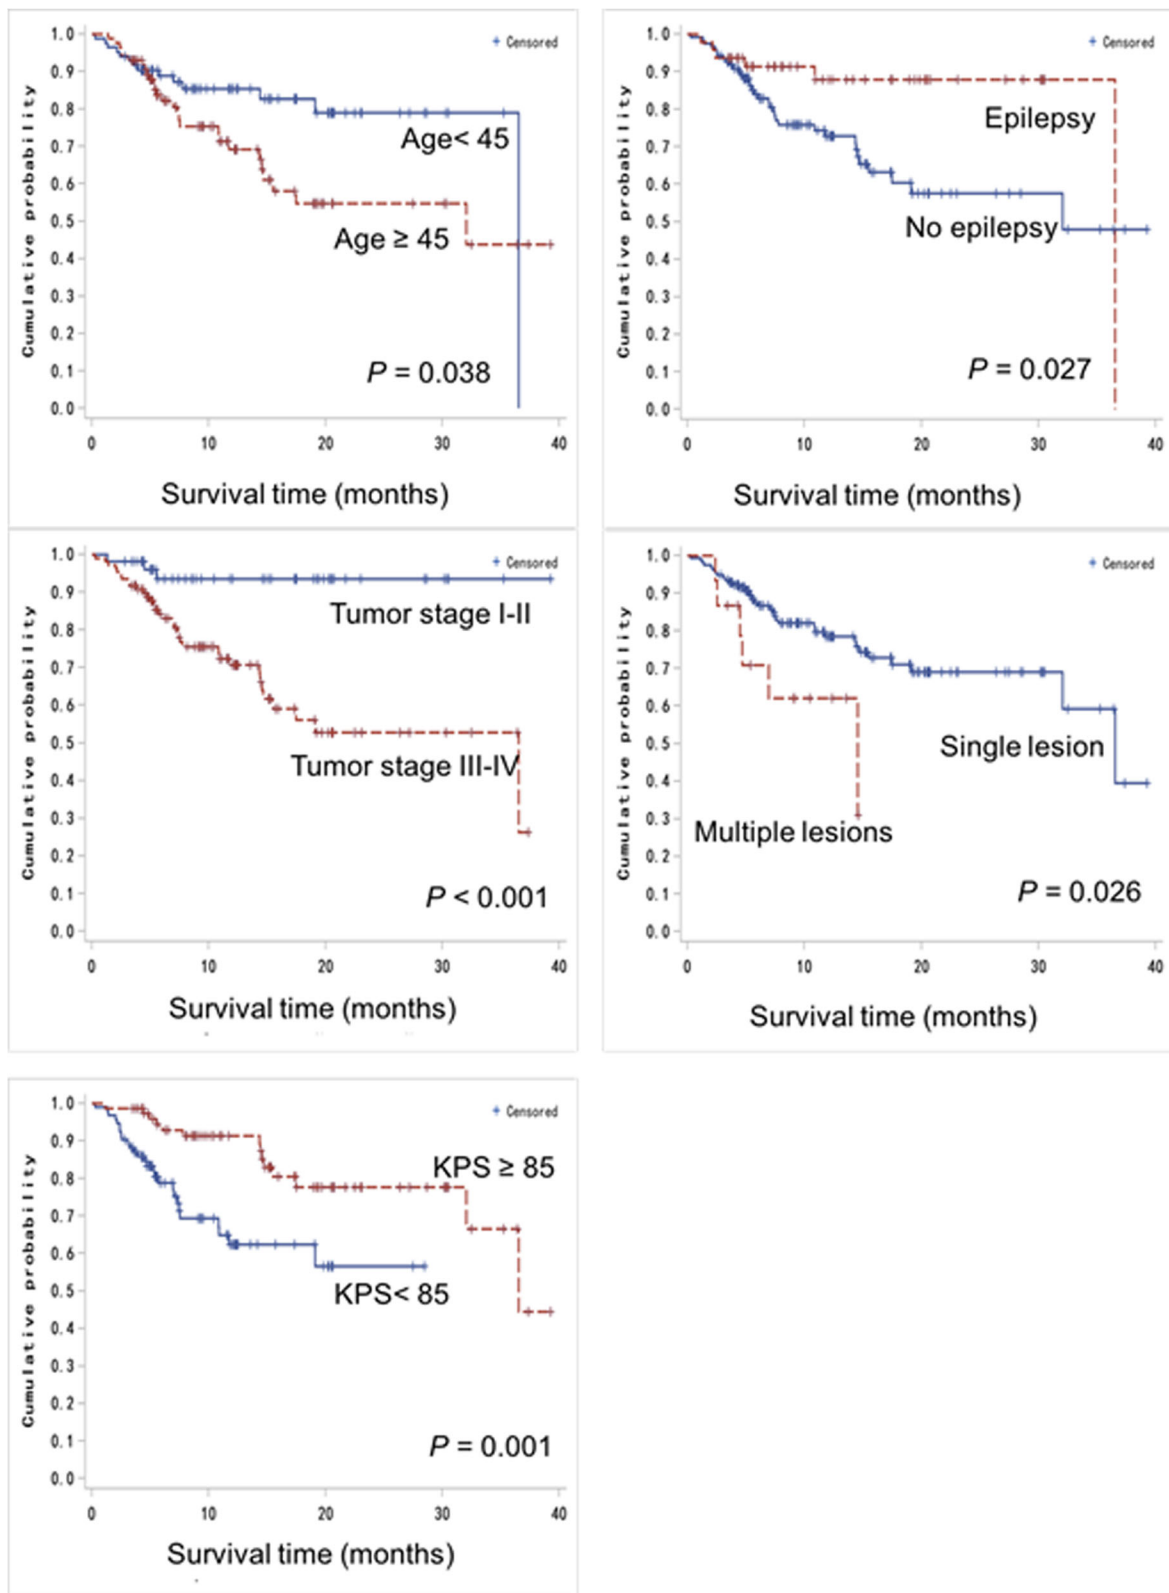 1.0
+ Censored
0.9
0.8
Age< 45
0.7
0.6
0.5
Age ≥ 45
0.4
0.3
0.2
0.1
P = 0.038
0.0
Cumulative probability
0 10 20 30 40
Survival time (months)
1.0
+ Censored
0.9
0.8
Epilepsy
0.7
0.6
0.5
No epilepsy
0.4
0.3
0.2
0.1
P = 0.027
0.0
Cumulative probability
0 10 20 30 40
Survival time (months)
1.0
+ Censored
0.9
0.8
Tumor stage I-II
0.7
0.6
0.5
Tumor stage III-IV
0.4
0.3
0.2
0.1
P < 0.001
0.0
Cumulative probability
0 10 20 30 40
Survival time (months)
1.0
+ Censored
0.9
0.8
0.7
0.6
0.5
Single lesion
0.4
0.3
Multiple lesions
0.2
0.1
P = 0.026
0.0
Cumulative probability
0 10 20 30 40
Survival time (months)
1.0
+ Censored
0.9
KPS ≥ 85
0.8
0.7
0.6
0.5
KPS< 85
0.4
0.3
0.2
0.1
P = 0.001
0.0
Cumulative probability
0 10 20 30 40
Survival time (months)